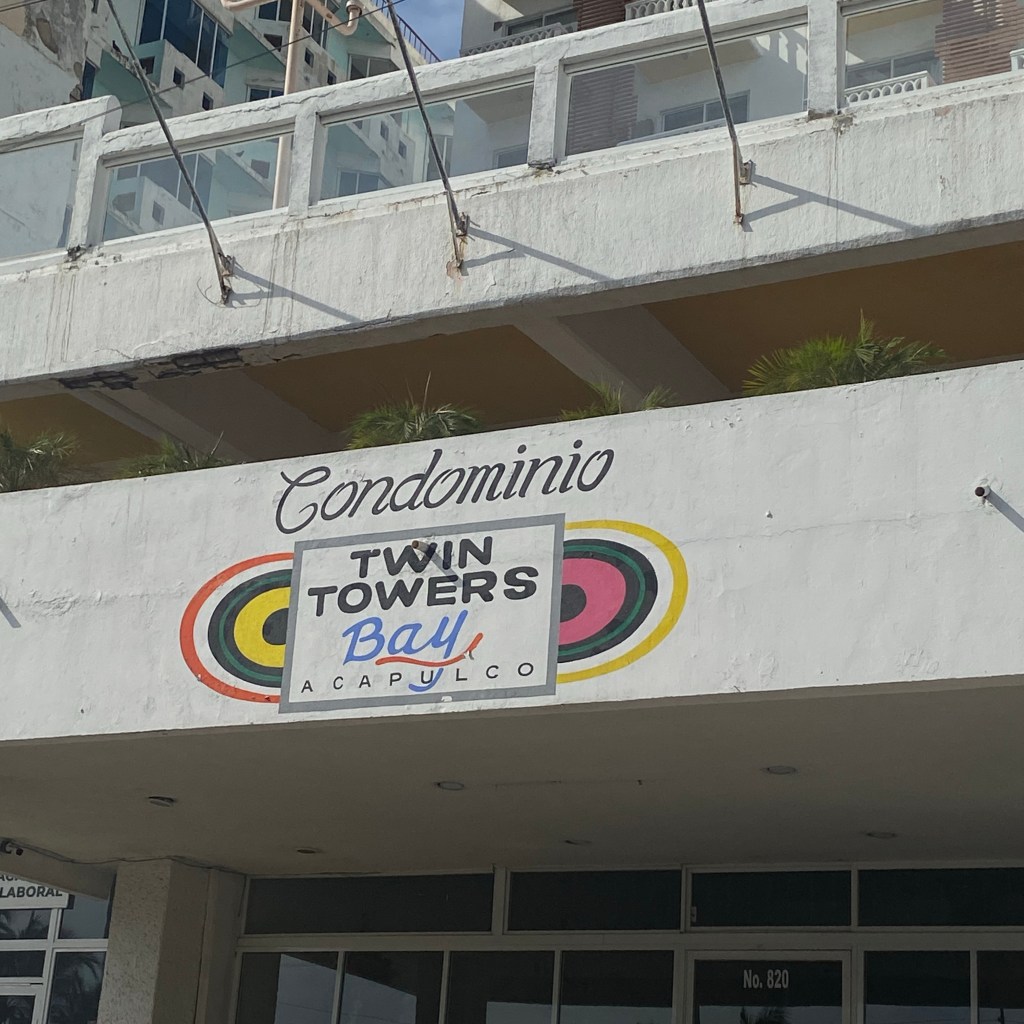 Condominio
TWIN
TOWERS
Bay
ACAPULCO
LABORAL
No. 820